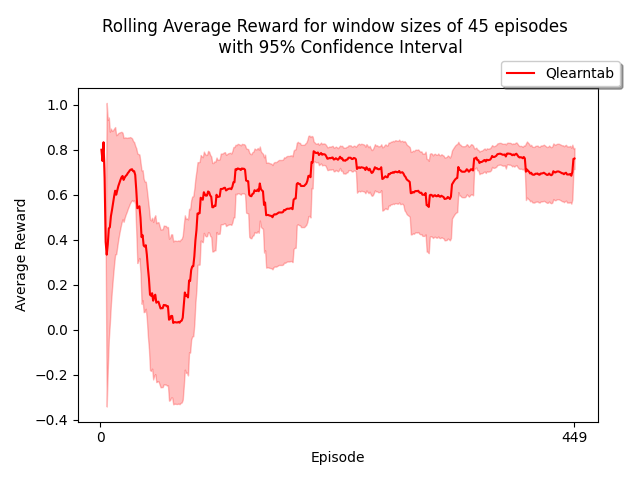 Rolling Average Reward for window sizes of 45 episodes
with 95% Confidence Interval
Qlearntab
1.0
0.8
0.6
0.4
0.2
0.0
−0.2
−0.4
Average Reward
0
449
Episode